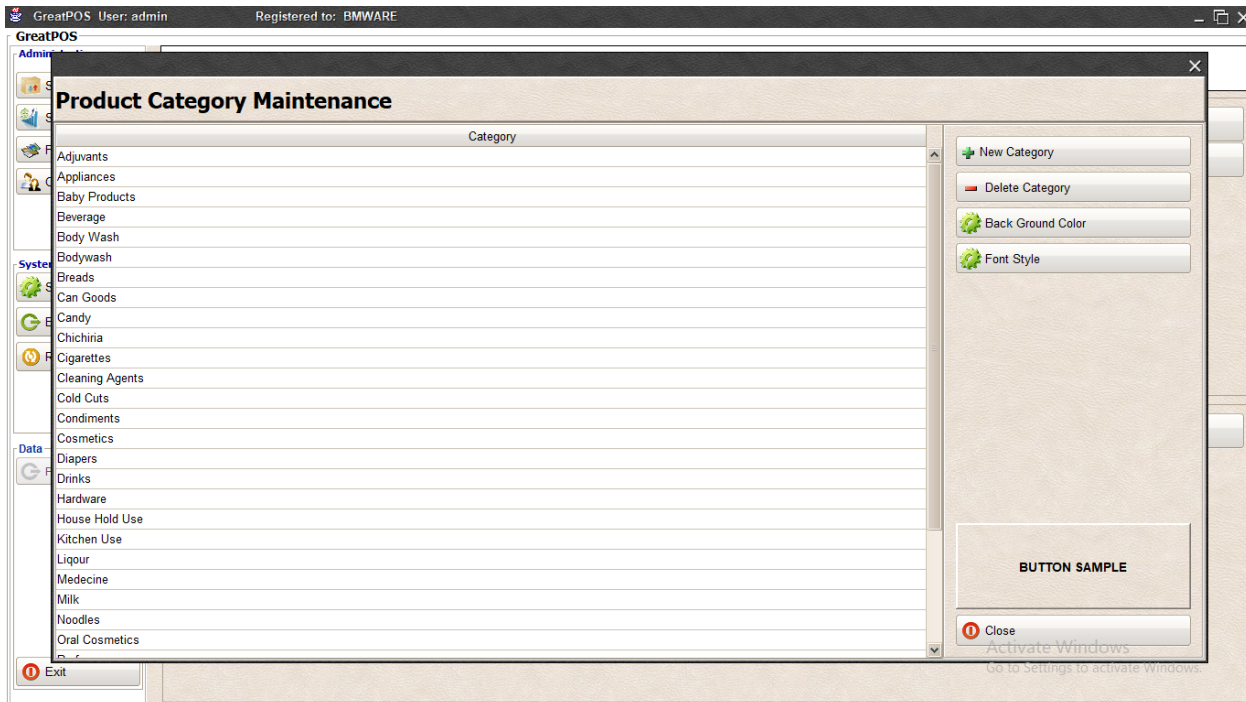 GreatPOS User: admin Registered to: BMWARE
GreatPOS
Product Category Maintenance
Category
Adjuvants
Appliances
Baby Products
Beverage
Body Wash
Bodywash
Breads
Can Goods
Candy
Chichiria
Cigarettes
Cleaning Agents
Cold Cuts
Condiments
Cosmetics
Diapers
Drinks
Hardware
House Hold Use
Kitchen Use
Liqour
Medecine
Milk
Noodles
Oral Cosmetics
New Category
Delete Category
Back Ground Color
Font Style
BUTTON SAMPLE
Close
Data
Exit
Activate Windows
Go to Settings to activate Windows.